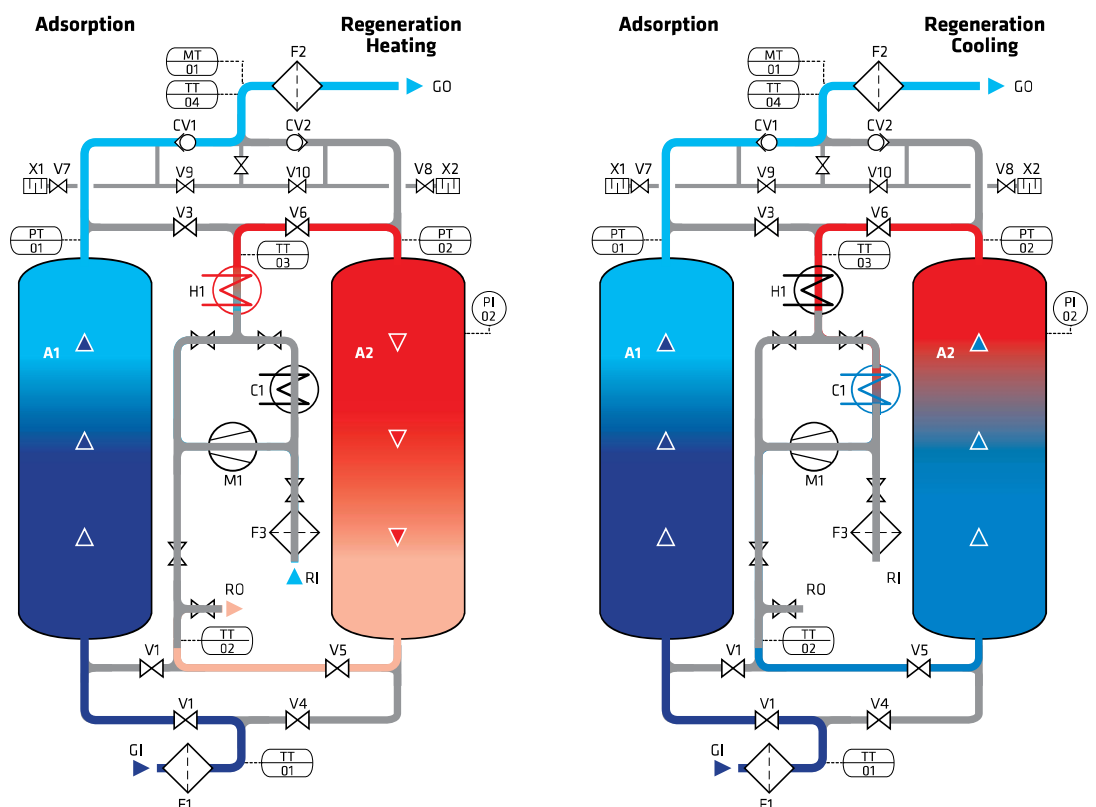 Adsorption
Regeneration
Heating
MT
01
TT
04
F2
GO
CV1
CV2
X1
V7
V9
V10
V8
X2
V3
V6
PT
01
TT
03
PT
02
H1
PI
02
A1
A2
C1
M1
F3
RI
RO
TT
02
V1
V5
V1
V4
GI
TT
01
F1
Adsorption
Regeneration
Cooling
MT
01
TT
04
F2
GO
CV1
CV2
X1
V7
V9
V10
V8
X2
V3
V6
PT
01
TT
03
PT
02
H1
PI
02
A1
A2
C1
M1
F3
RI
RO
TT
02
V1
V5
V1
V4
GI
TT
01
F1